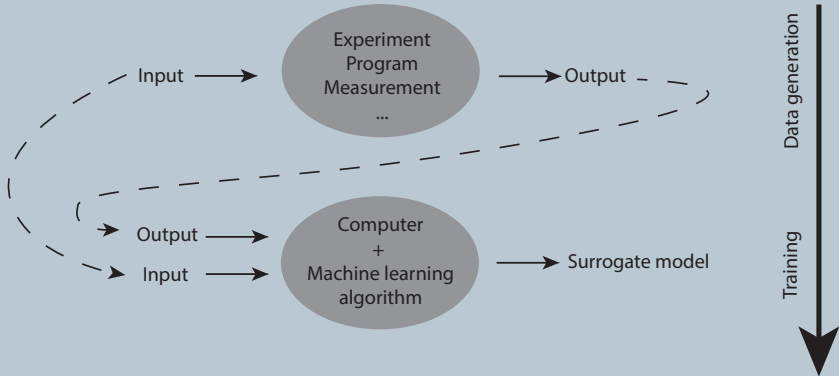 Experiment
Program
Measurement
...
Input
Output
Data generation
Output
Input
Computer
+
Machine learning
algorithm
Surrogate model
Training